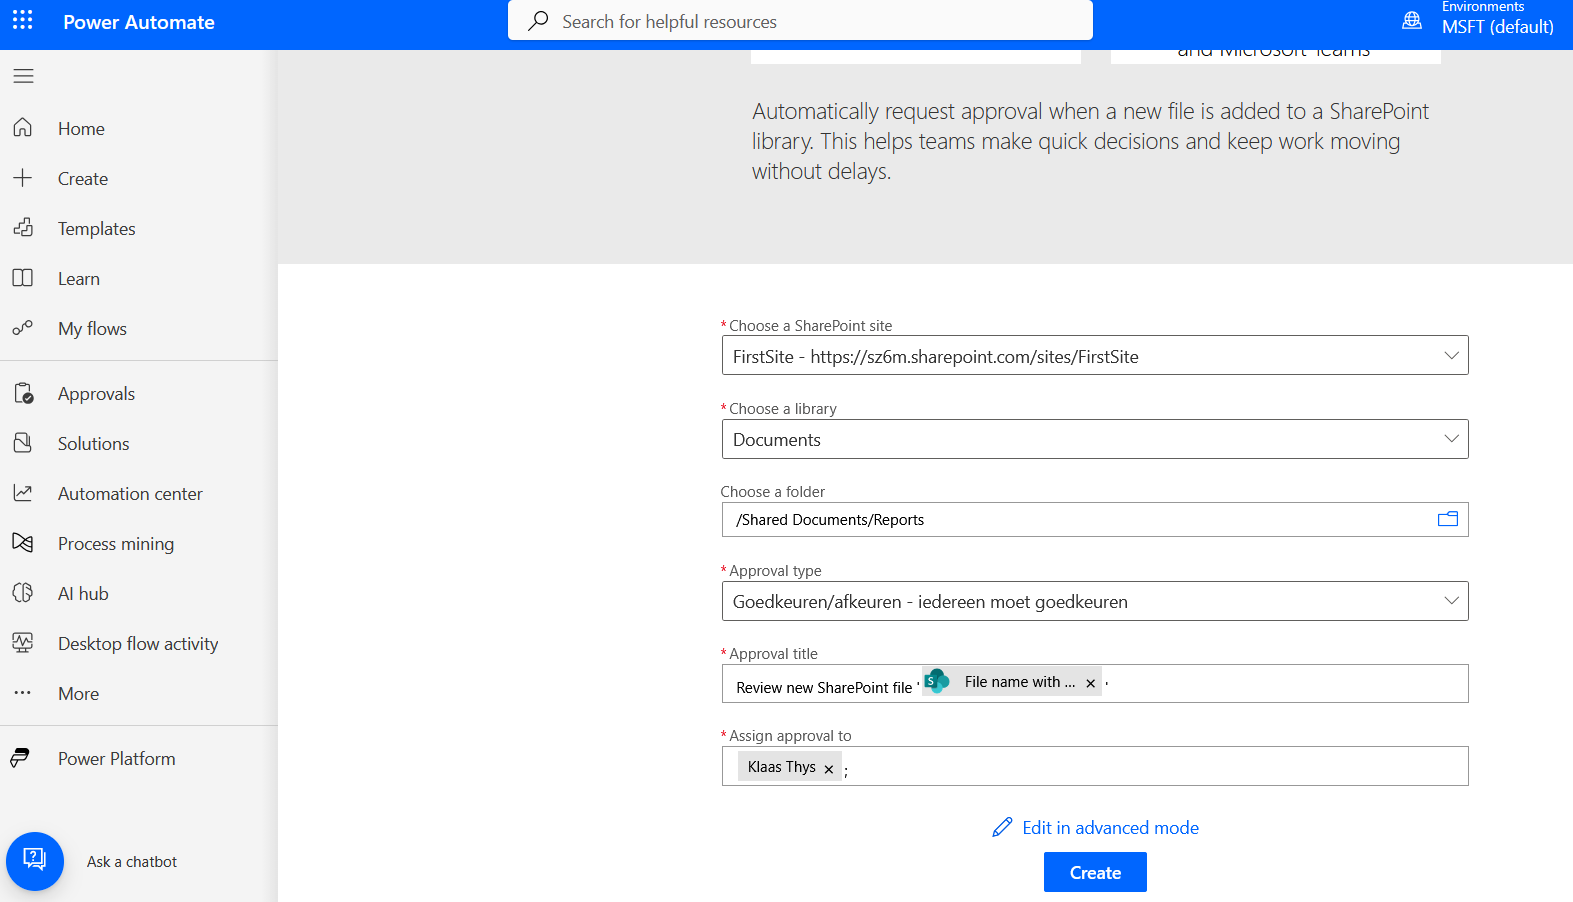 Power Automate
Search for helpful resources
Environments
MSFT (default)
Home
Create
Templates
Learn
My flows
Approvals
Solutions
Automation center
Process mining
AI hub
Desktop flow activity
More
Power Platform
Ask a chatbot
and Microsoft Teams
Automatically request approval when a new file is added to a SharePoint
library. This helps teams make quick decisions and keep work moving
without delays.
* Choose a SharePoint site
FirstSite - https://sz6m.sharepoint.com/sites/FirstSite
* Choose a library
Documents
Choose a folder
/Shared Documents/Reports
* Approval type
Goedkeuren/afkeuren - iedereen moet goedkeuren
* Approval title
Review new SharePoint file ' File name with ... × '
* Assign approval to
Klaas Thys × ;
Edit in advanced mode
Create